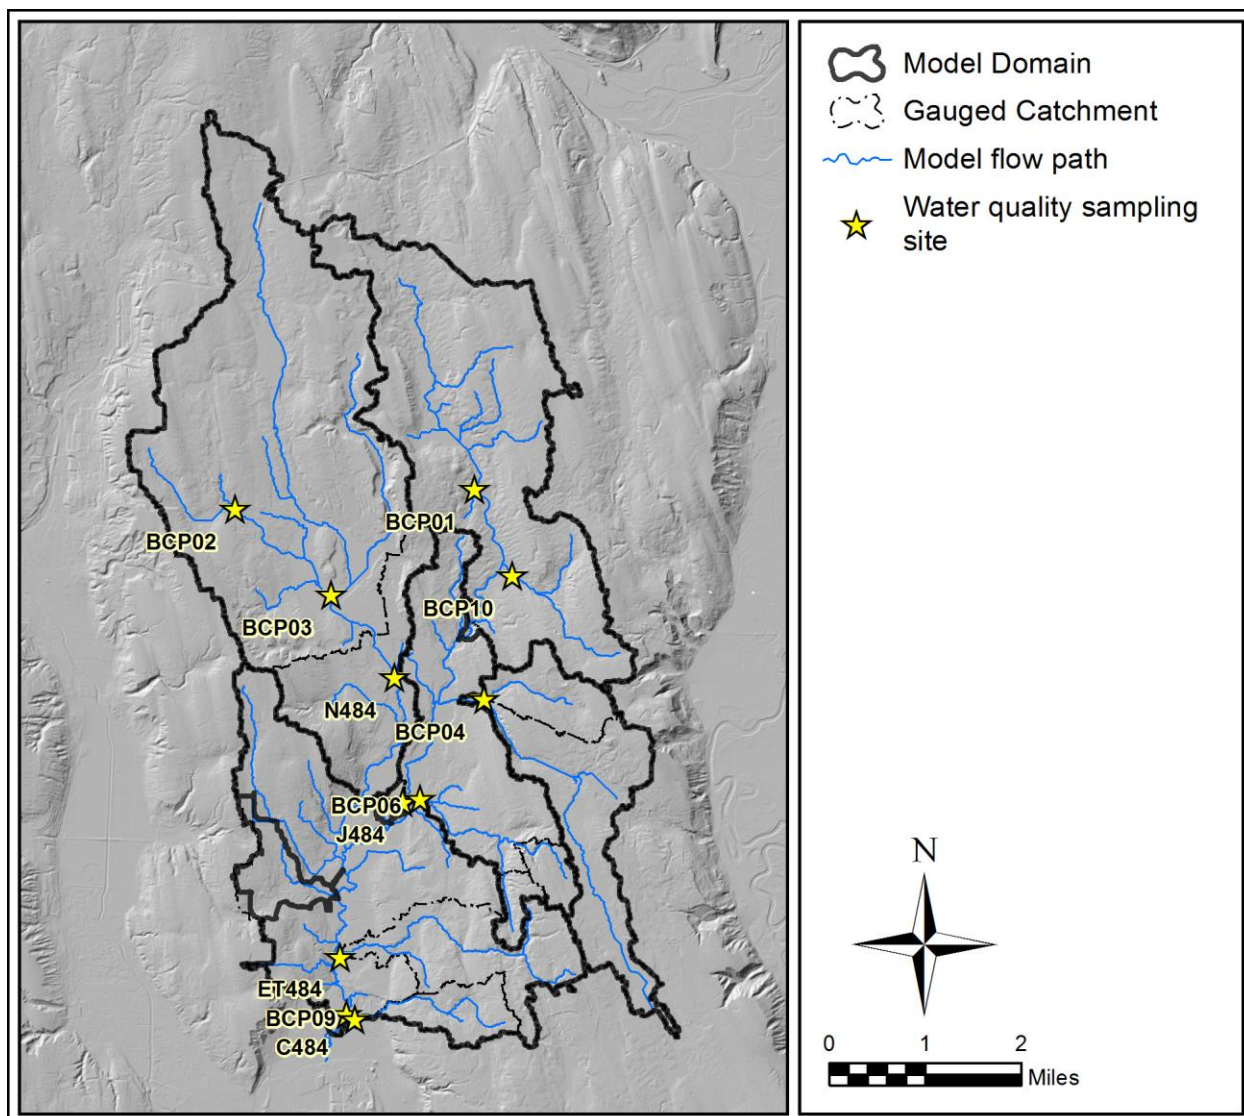 BCP01
BCP02
BCP10
BCP03
N484
BCP04
BCP06
J484
ET484
BCP09
C484
Model Domain
Gauged Catchment
Model flow path
Water quality sampling
site
N
0 1 2
Miles